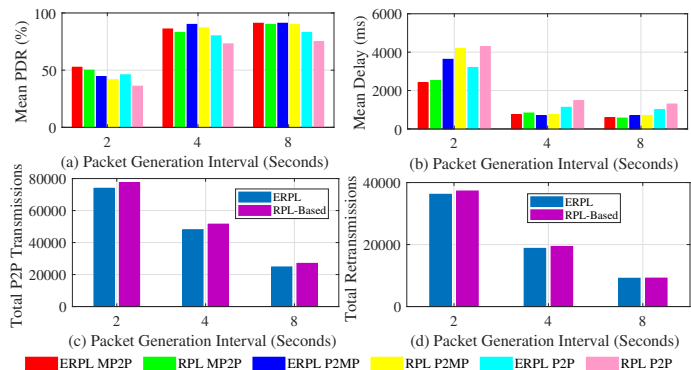 100
50
0
Mean PDR (%)
2
4
8
(a) Packet Generation Interval (Seconds)
6000
4000
2000
0
Mean Delay (ms)
2
4
8
(b) Packet Generation Interval (Seconds)
80000
60000
40000
20000
0
Total P2P Transmissions
ERPL
RPL-Based
2
4
8
(c) Packet Generation Interval (Seconds)
40000
20000
0
Total Retransmissions
ERPL
RPL-Based
2
4
8
(d) Packet Generation Interval (Seconds)
ERPL MP2P RPL MP2P ERPL P2MP RPL P2MP ERPL P2P RPL P2P